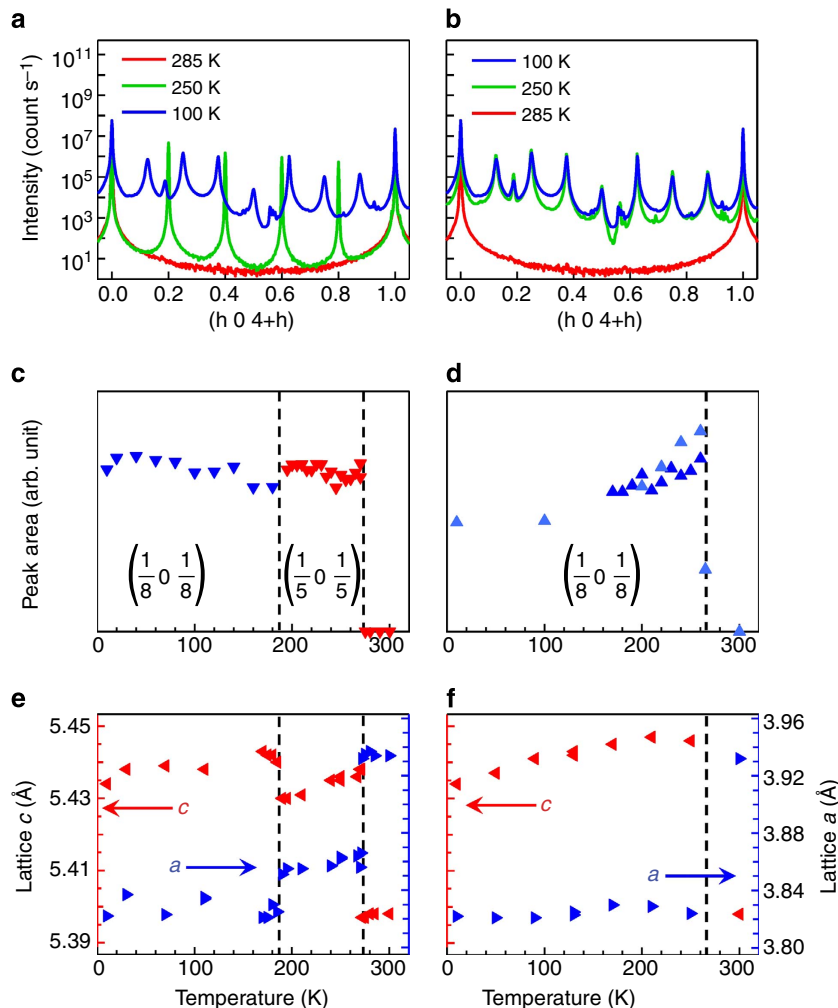 a
b
Intensity (count s⁻¹)
10¹¹
10⁹
10⁷
10⁵
10³
10¹
285 K
250 K
100 K
100 K
250 K
285 K
0.0 0.2 0.4 0.6 0.8 1.0
(h 0 4+h)
0.0 0.2 0.4 0.6 0.8 1.0
(h 0 4+h)
c
d
Peak area (arb. unit)
(1/8 0 1/8)
(1/5 0 1/5)
(1/8 0 1/8)
0 100 200 300
0 100 200 300
e
f
Lattice c (Å)
5.45
5.43
5.41
5.39
c
a
c
a
3.96
3.92
3.88
3.84
3.80
Lattice a (Å)
0 100 200 300
Temperature (K)
0 100 200 300
Temperature (K)